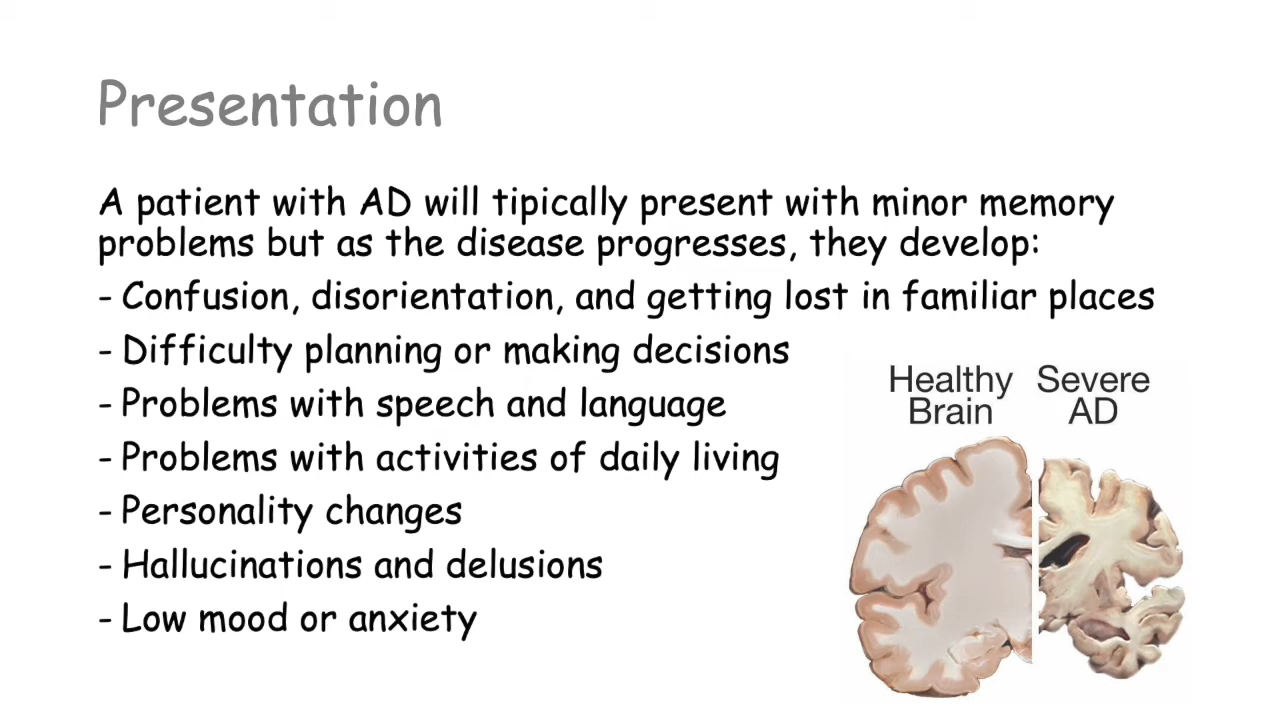 Presentation
A patient with AD will tipically present with minor memory
problems but as the disease progresses, they develop:
- Confusion, disorientation, and getting lost in familiar places
- Difficulty planning or making decisions
- Problems with speech and language
- Problems with activities of daily living
- Personality changes
- Hallucinations and delusions
- Low mood or anxiety
Healthy Severe
Brain AD